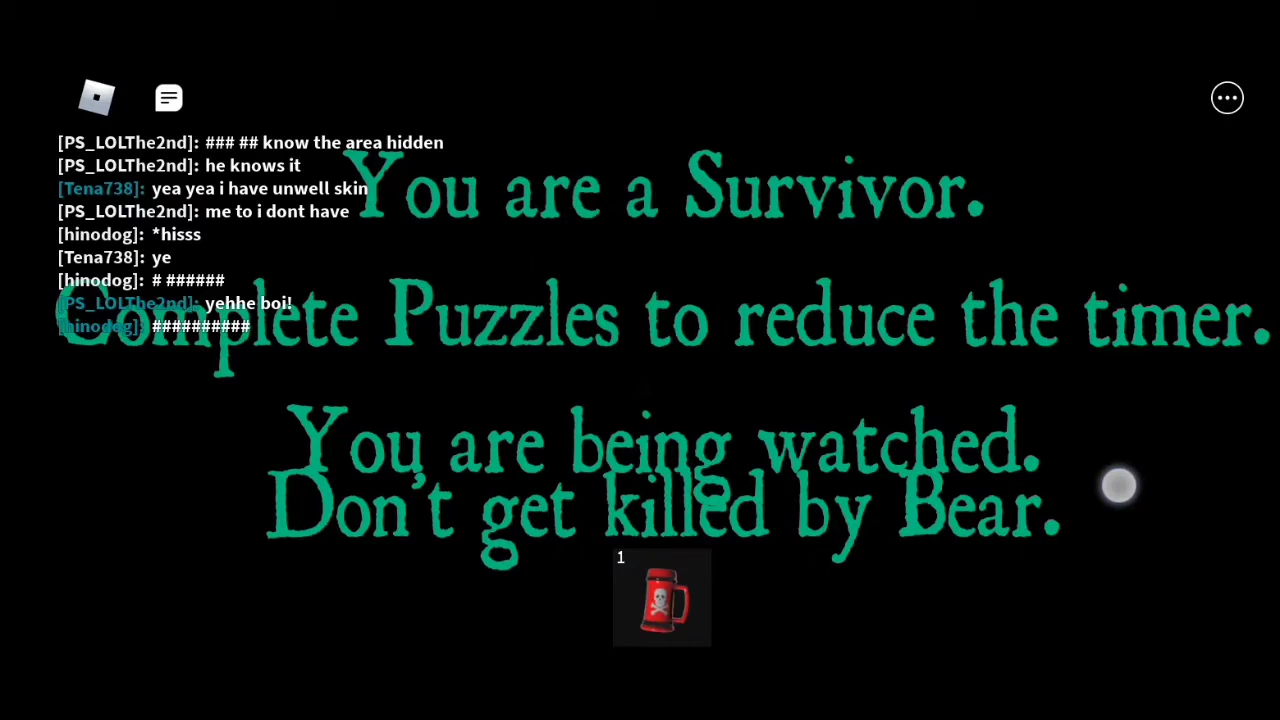 [PS_LOLThe2nd]: ### ## know the area hidden
[PS_LOLThe2nd]: he knows it
[Tena738]: yea yea i have unwell skin
[PS_LOLThe2nd]: me to i dont have
[hinodog]: *hisss
[Tena738]: ye
[hinodog]: # ######
[PS_LOLThe2nd]: yehhe boi!
[hinodog]: ##########
You are a Survivor.
Complete Puzzles to reduce the timer.
You are being watched.
Don't get killed by Bear.
1